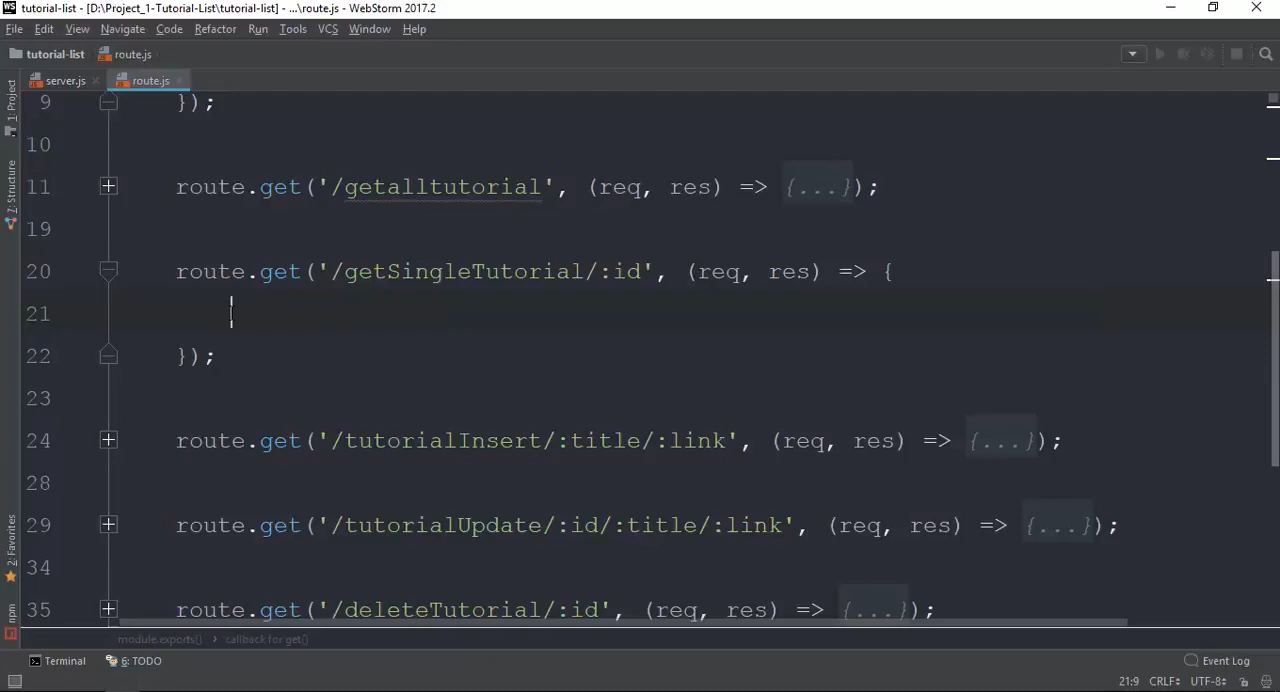 WS tutorial-list - [D:\Project_1-Tutorial-List\tutorial-list] - ...\route.js - WebStorm 2017.2
File Edit View Navigate Code Refactor Run Tools VCS Window Help
tutorial-list route.js
server.js route.js
1: Project
7: Structure
2: Favorites
npm
9 });
10
11 route.get('/getalltutorial', (req, res) => {...});
19
20 route.get('/getSingleTutorial/:id', (req, res) => {
21
22 });
23
24 route.get('/tutorialInsert/:title/:link', (req, res) => {...});
28
29 route.get('/tutorialUpdate/:id/:title/:link', (req, res) => {...});
34
35 route.get('/deleteTutorial/:id', (req, res) => {...});
module.exports() › callback for get()
Terminal 6: TODO Event Log
21:9 CRLF÷ UTF-8÷